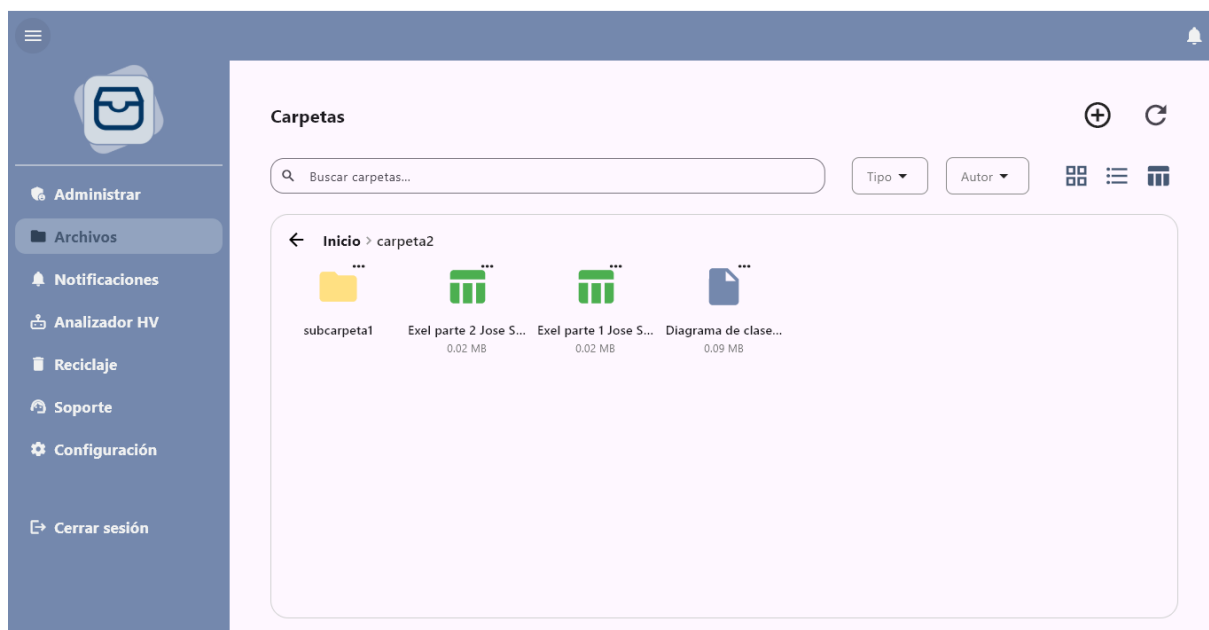 Carpetas
Buscar carpetas...
Tipo
Autor
Administrar
Archivos
Notificaciones
Analizador HV
Reciclaje
Soporte
Configuración
Cerrar sesión
Inicio > carpeta2
subcarpeta1
Exel parte 2 Jose S...
0.02 MB
Exel parte 1 Jose S...
0.02 MB
Diagrama de clase...
0.09 MB